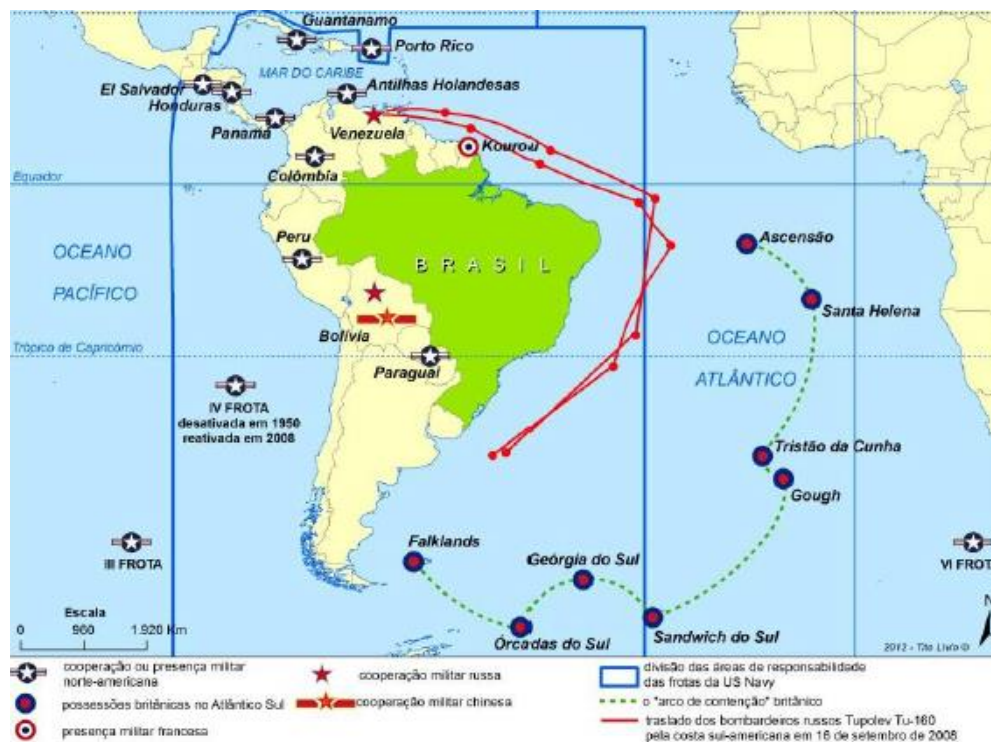 Guantanamo
Porto Rico
MAR DO CARIBE
Antilhas Holandesas
El Salvador
Honduras
Panamá
Venezuela
Kourou
Colômbia
Equador
Peru
OCEANO
PACÍFICO
BRASIL
Ascensão
Santa Helena
Bolívia
OCEANO
ATLÂNTICO
Trópico de Capricórnio
Paraguai
IV FROTA
desativada em 1950
reativada em 2008
Tristão da Cunha
Gough
III FROTA
Falklands
Geórgia do Sul
VI FROTA
Escala
0 960 1.920 Km
Órcadas do Sul
Sandwich do Sul
N
2012 - Tito Lívio ©
cooperação ou presença militar
norte-americana
possessões britânicas no Atlântico Sul
presença militar francesa
cooperação militar russa
cooperação militar chinesa
divisão das áreas de responsabilidade
das frotas da US Navy
o "arco de contenção" britânico
traslado dos bombardeiros russos Tupolev Tu-160
pela costa sul-americana em 16 de setembro de 2008